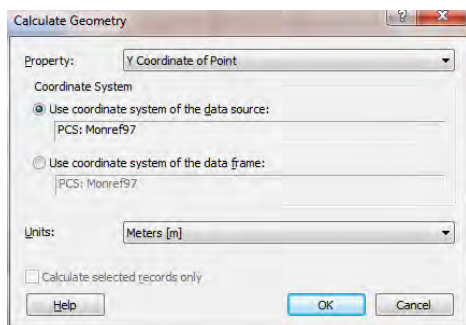 Calculate Geometry
Property: Y Coordinate of Point
Coordinate System
Use coordinate system of the data source:
PCS: Monref97
Use coordinate system of the data frame:
PCS: Monref97
Units: Meters [m]
Calculate selected records only
Help OK Cancel